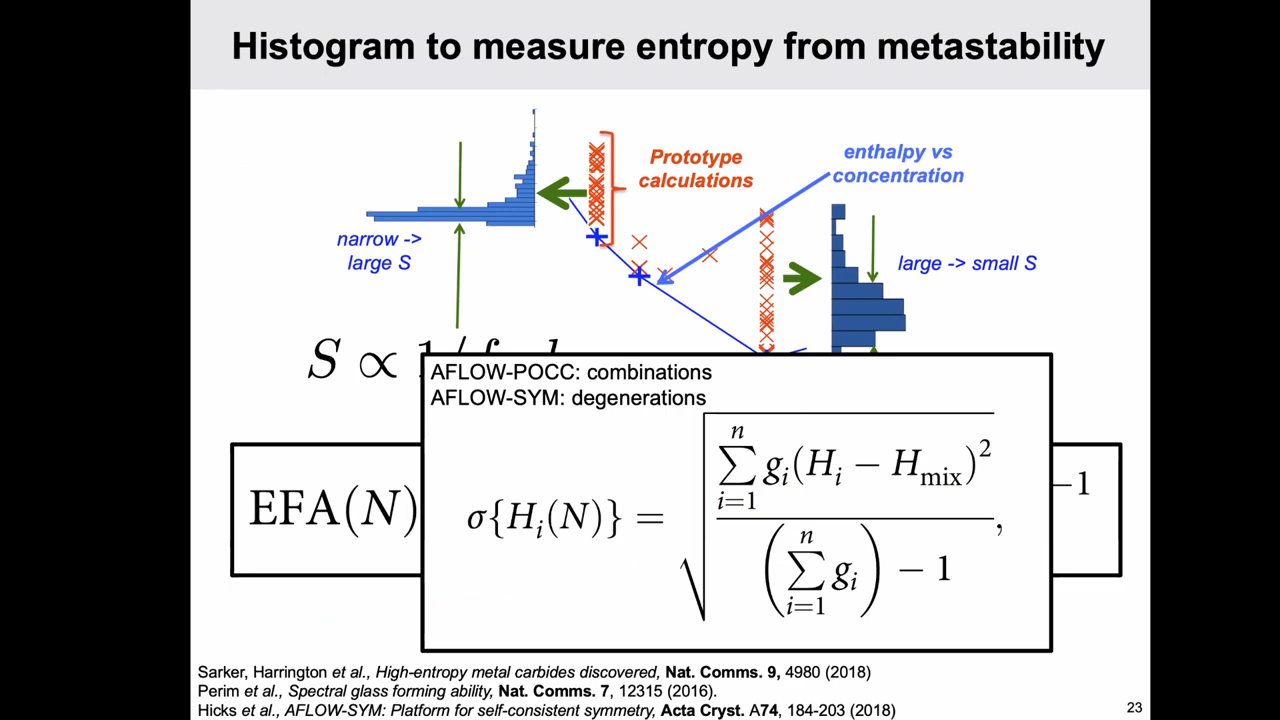 Histogram to measure entropy from metastability
Prototype
calculations
enthalpy vs
concentration
narrow ->
large S
large -> small S
S ∝ 1/
AFLOW-POCC: combinations
AFLOW-SYM: degenerations
EFA(N)
σ{H_i(N)} = √( ∑_{i=1}^{n} g_i(H_i − H_mix)² / ((∑_{i=1}^{n} g_i) − 1) ),
−1
Sarker, Harrington et al., High-entropy metal carbides discovered, Nat. Comms. 9, 4980 (2018)
Perim et al., Spectral glass forming ability, Nat. Comms. 7, 12315 (2016).
Hicks et al., AFLOW-SYM: Platform for self-consistent symmetry, Acta Cryst. A74, 184-203 (2018)
23